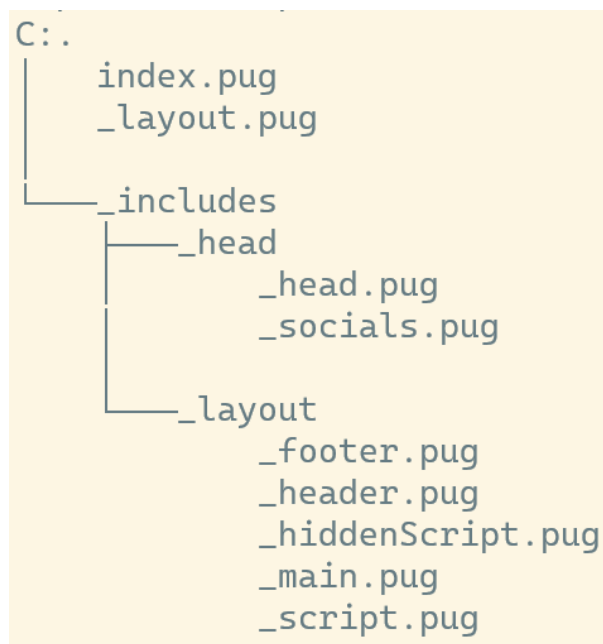 C:.
index.pug
_layout.pug
_includes
_head
_head.pug
_socials.pug
_layout
_footer.pug
_header.pug
_hiddenScript.pug
_main.pug
_script.pug